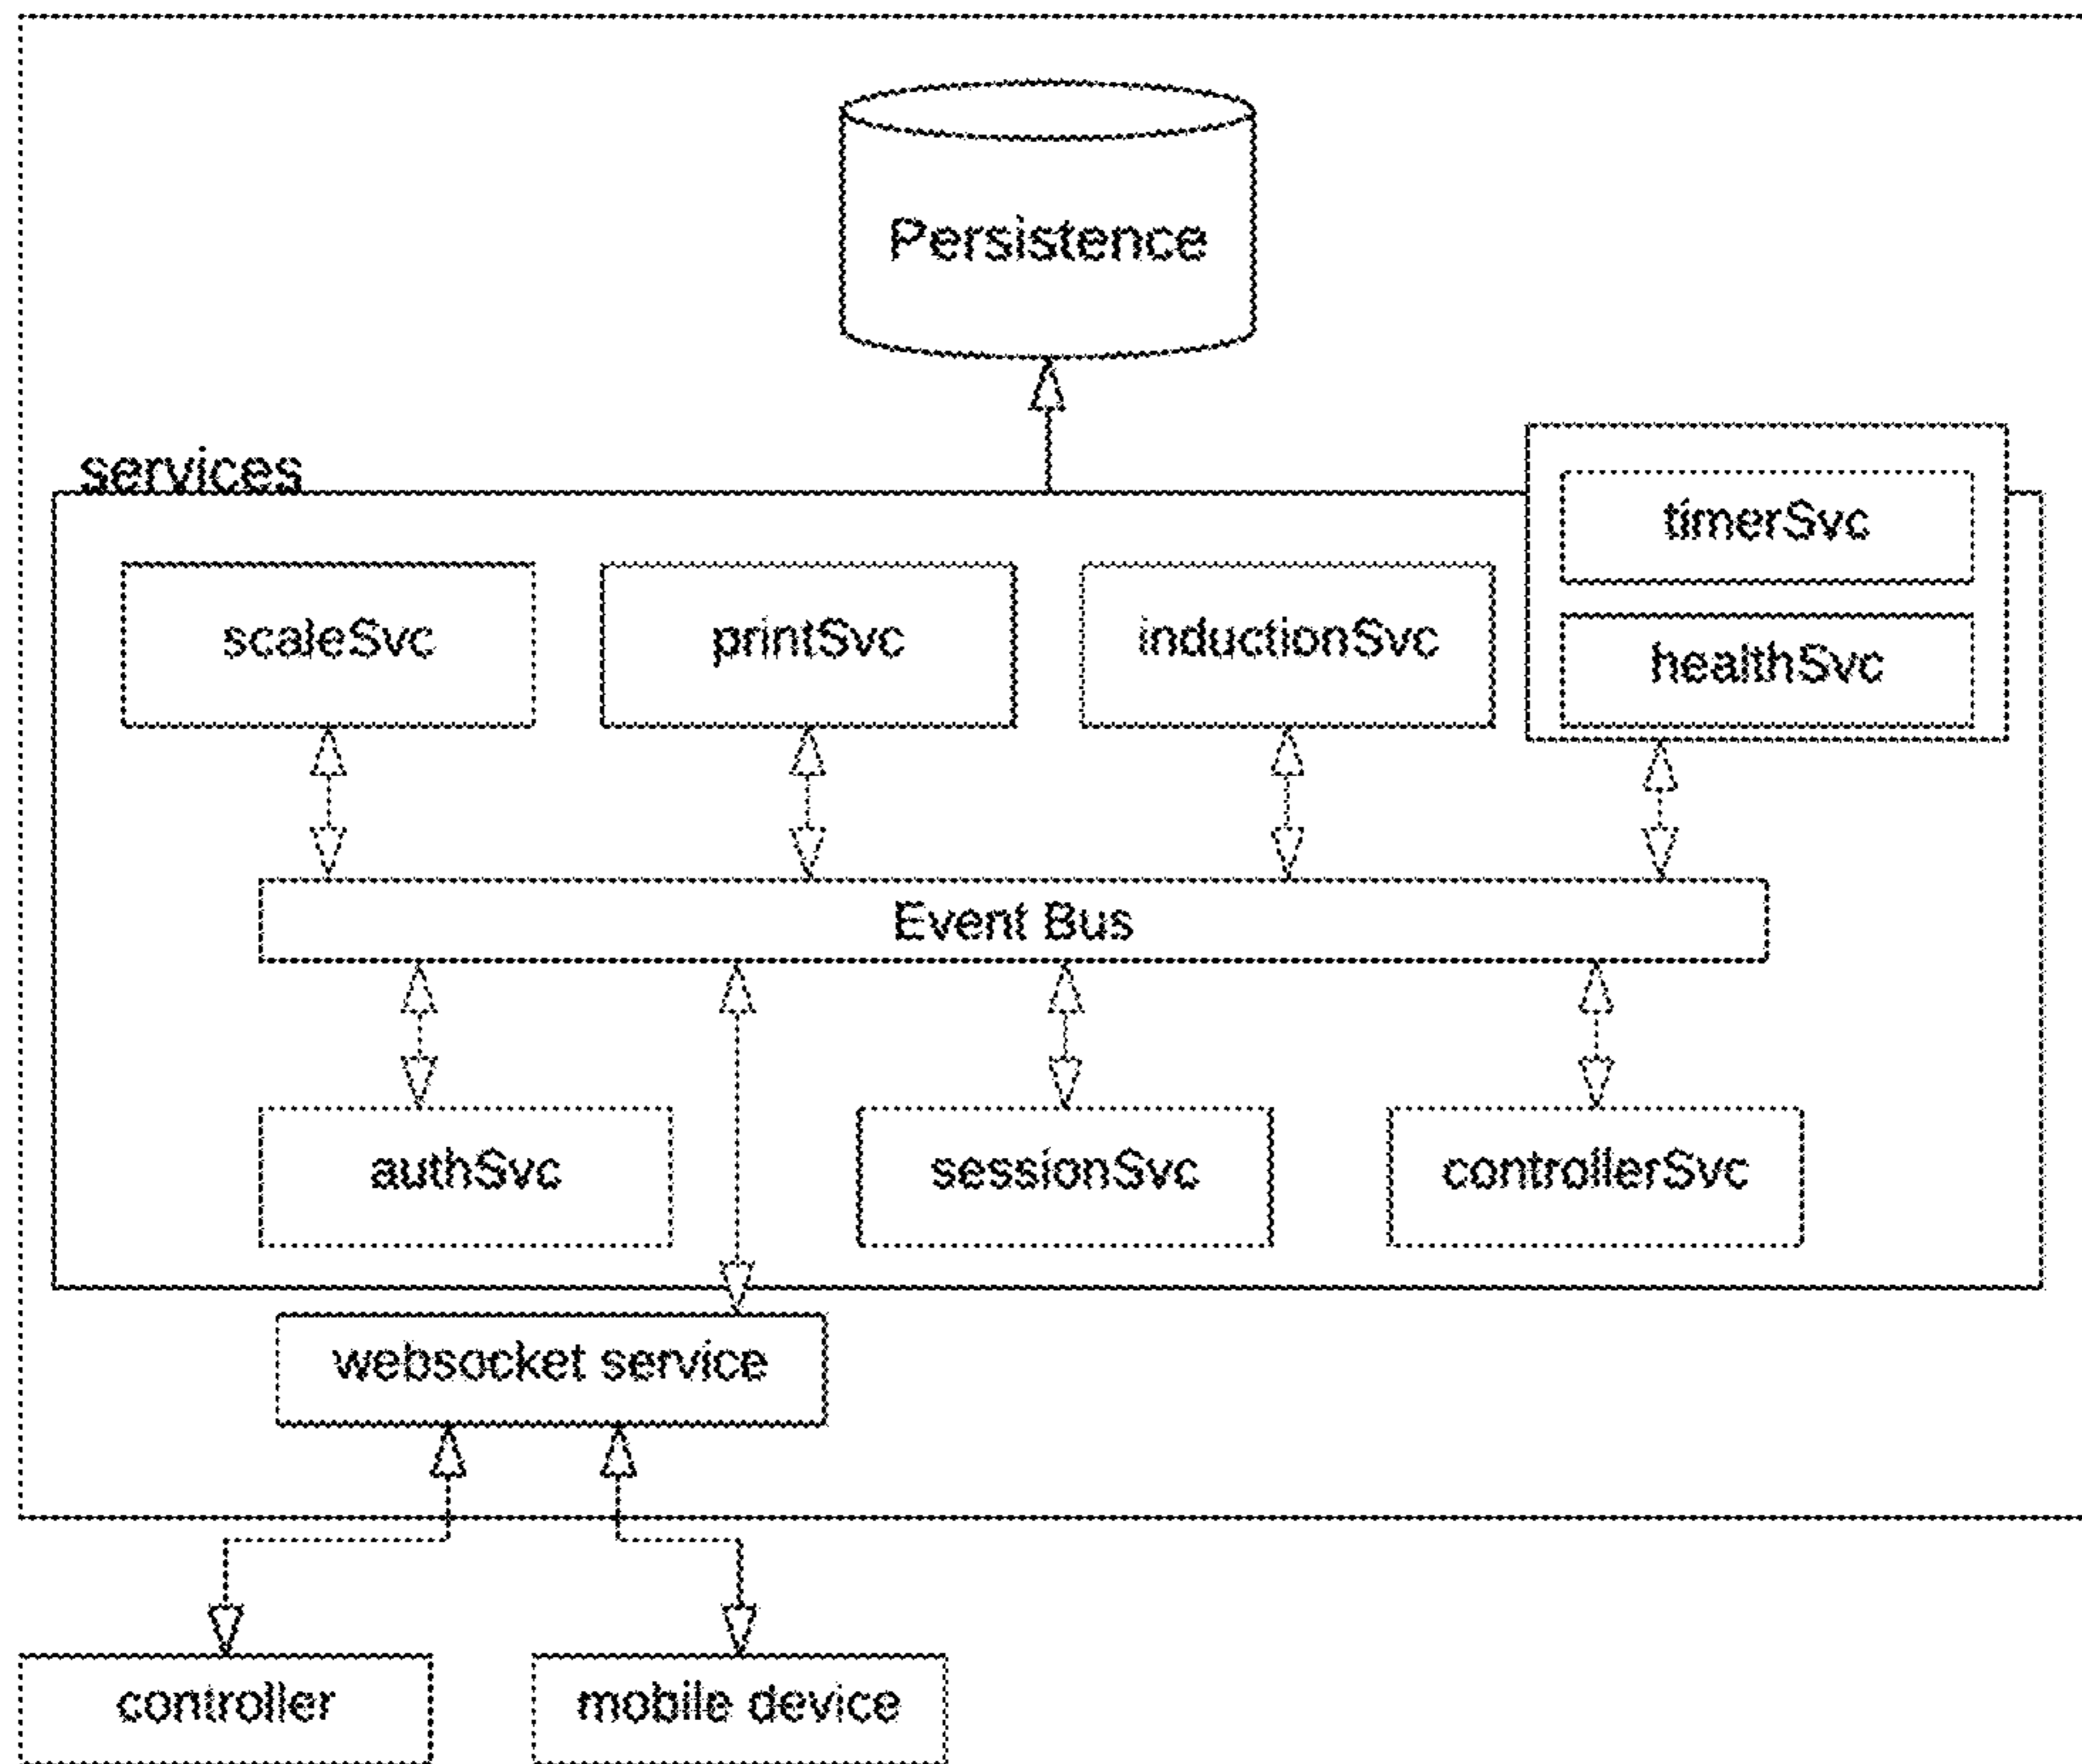 Persistence
services
timerSvc
scaleSvc
printSvc
inductionSvc
healthSvc
Event Bus
authSvc
sessionSvc
controllerSvc
websocket service
controller
mobile device